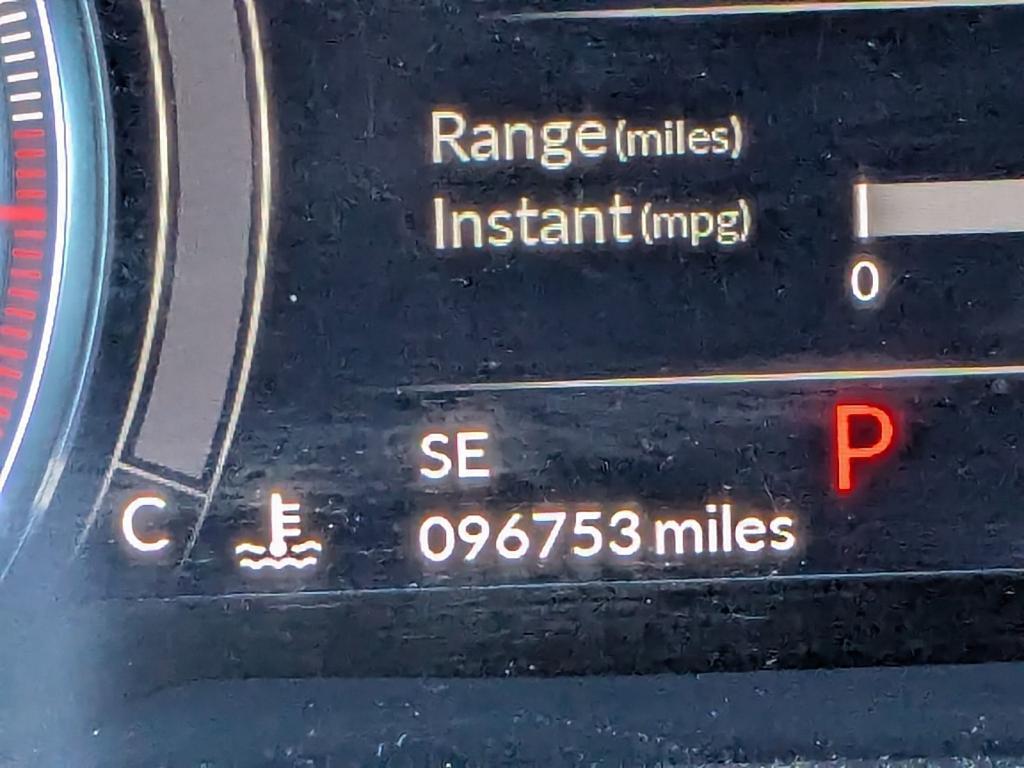 Range (miles)
Instant (mpg)
0
SE
P
C
096753 miles